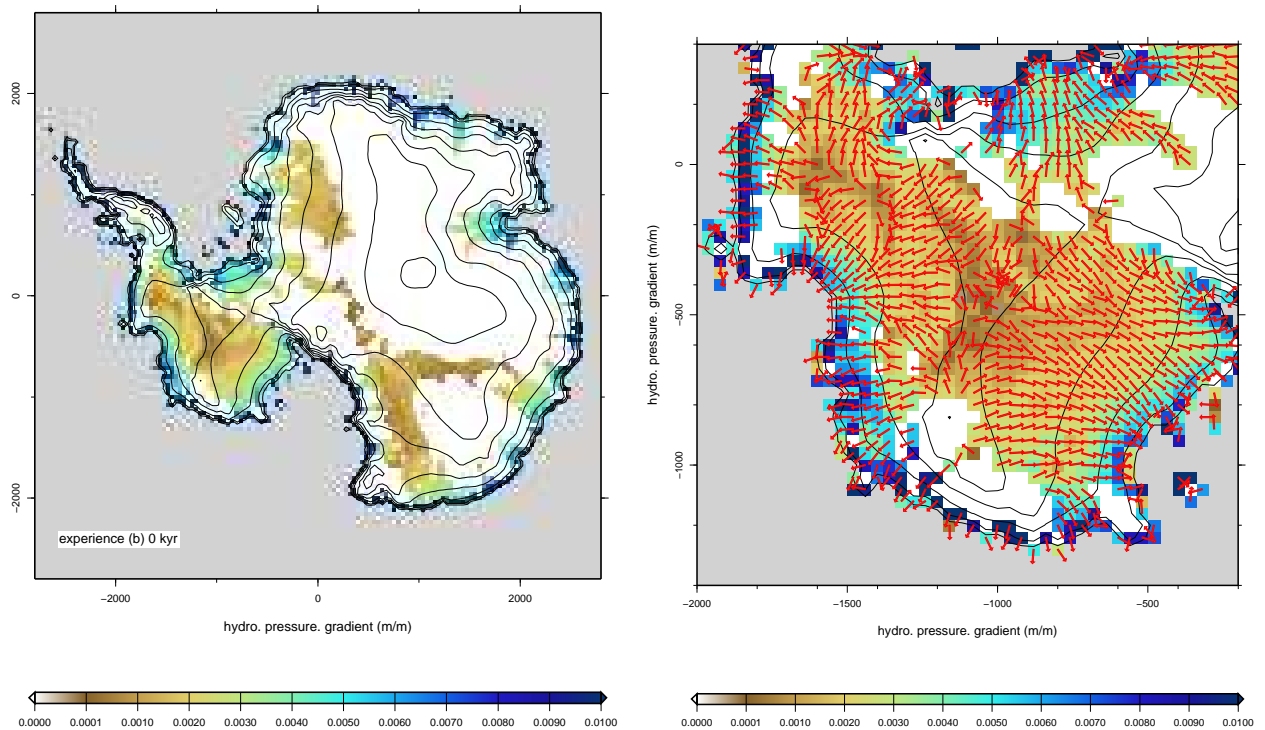 2000
0
−2000
experience (b) 0 kyr
−2000 0 2000
hydro. pressure. gradient (m/m)
0.0000 0.0001 0.0010 0.0020 0.0030 0.0040 0.0050 0.0060 0.0070 0.0080 0.0090 0.0100
hydro. pressure. gradient (m/m)
0
−500
−1000
−2000 −1500 −1000 −500
hydro. pressure. gradient (m/m)
0.0000 0.0001 0.0010 0.0020 0.0030 0.0040 0.0050 0.0060 0.0070 0.0080 0.0090 0.0100